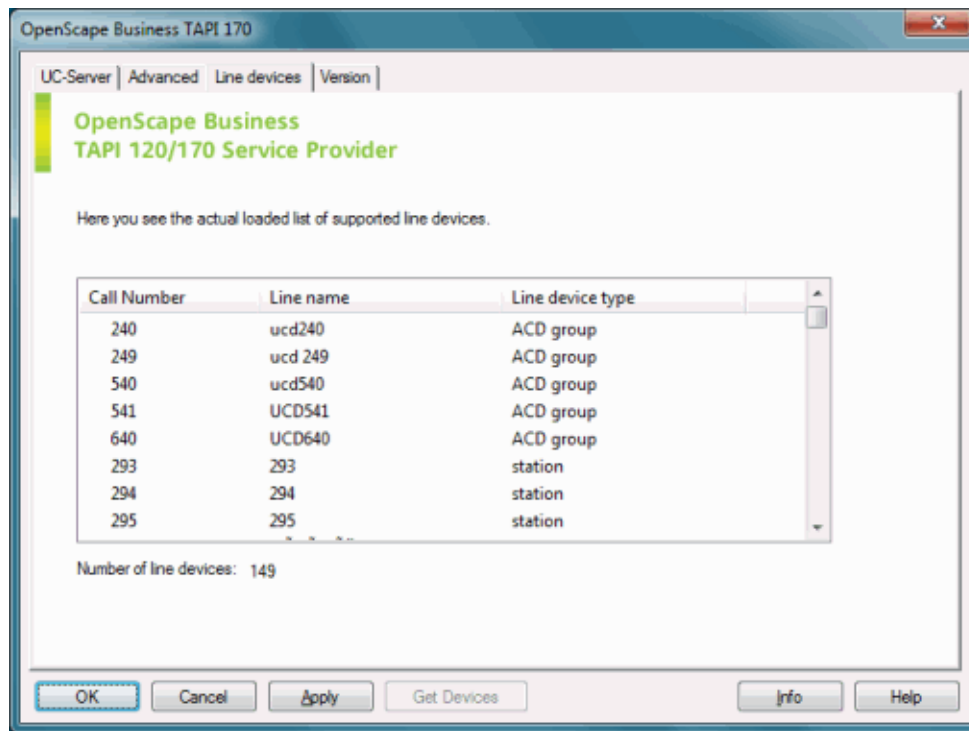 OpenScape Business TAPI 170
UC-Server Advanced Line devices Version
OpenScape Business
TAPI 120/170 Service Provider
Here you see the actual loaded list of supported line devices.
Call Number Line name Line device type
240 ucd240 ACD group
249 ucd 249 ACD group
540 ucd540 ACD group
541 UCD541 ACD group
640 UCD640 ACD group
293 293 station
294 294 station
295 295 station
Number of line devices: 149
OK Cancel Apply Get Devices Info Help